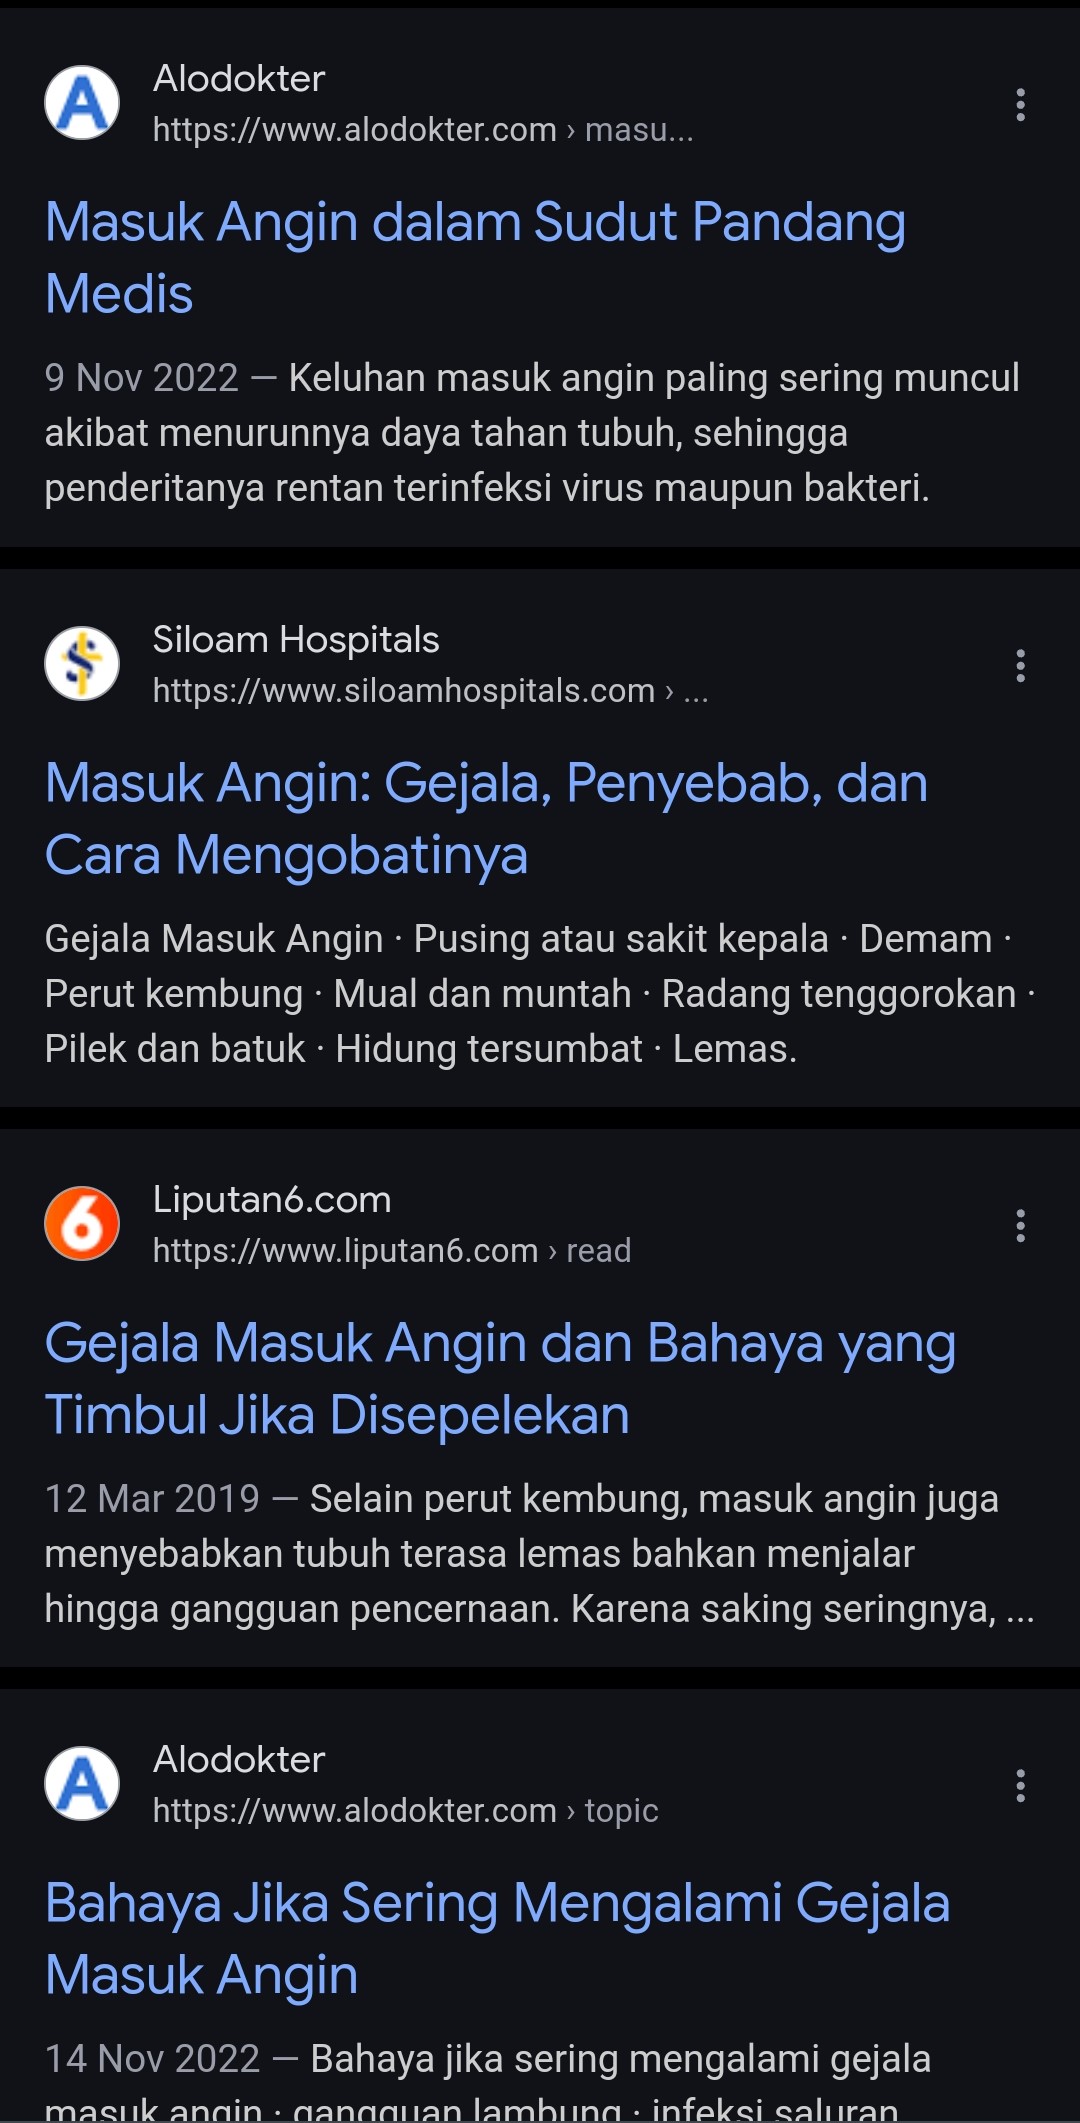 Alodokter
https://www.alodokter.com › masu...
Masuk Angin dalam Sudut Pandang
Medis
9 Nov 2022 — Keluhan masuk angin paling sering muncul
akibat menurunnya daya tahan tubuh, sehingga
penderitanya rentan terinfeksi virus maupun bakteri.
Siloam Hospitals
https://www.siloamhospitals.com › ...
Masuk Angin: Gejala, Penyebab, dan
Cara Mengobatinya
Gejala Masuk Angin · Pusing atau sakit kepala · Demam ·
Perut kembung · Mual dan muntah · Radang tenggorokan ·
Pilek dan batuk · Hidung tersumbat · Lemas.
Liputan6.com
https://www.liputan6.com › read
Gejala Masuk Angin dan Bahaya yang
Timbul Jika Disepelekan
12 Mar 2019 — Selain perut kembung, masuk angin juga
menyebabkan tubuh terasa lemas bahkan menjalar
hingga gangguan pencernaan. Karena saking seringnya, ...
Alodokter
https://www.alodokter.com › topic
Bahaya Jika Sering Mengalami Gejala
Masuk Angin
14 Nov 2022 — Bahaya jika sering mengalami gejala
masuk angin · gangguan lambung · infeksi saluran